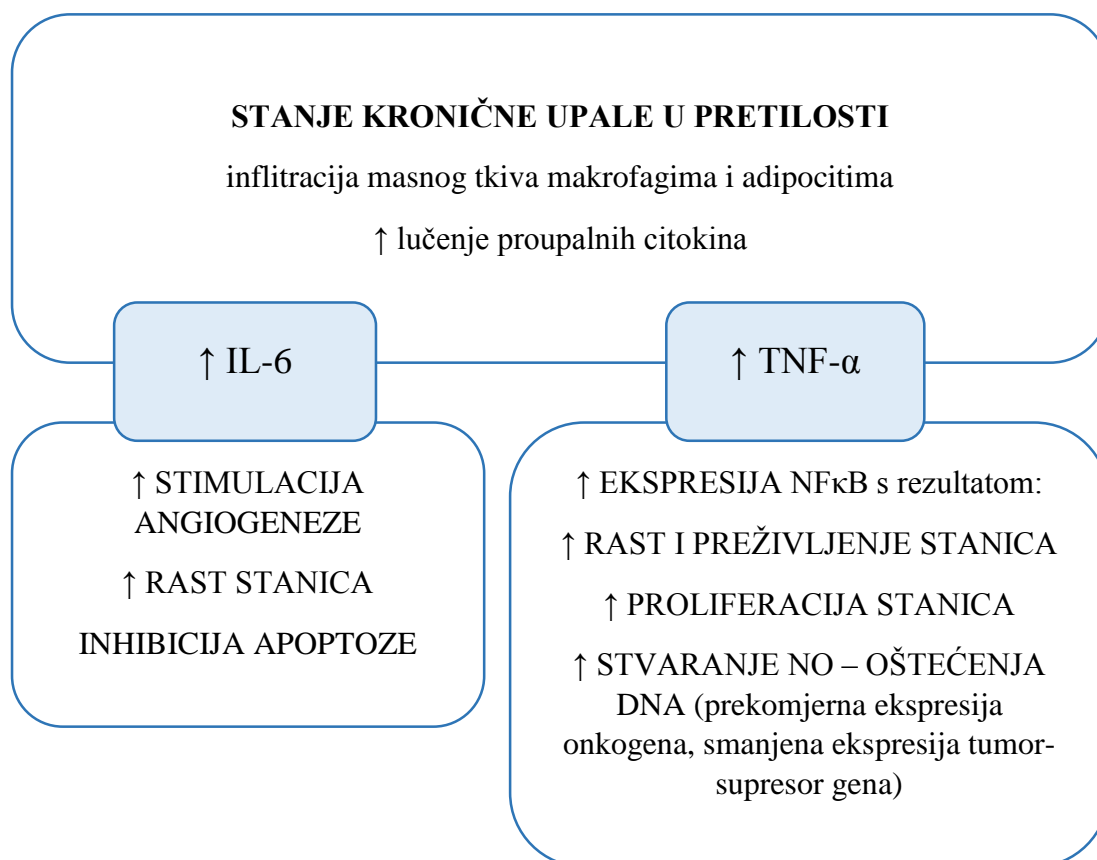 STANJE KRONIČNE UPALE U PRETILOSTI
inflitracija masnog tkiva makrofagima i adipocitima
↑ lučenje proupalnih citokina
↑ IL-6
↑ STIMULACIJA
ANGIOGENEZE
↑ RAST STANICA
INHIBICIJA APOPTOZE
↑ TNF-α
↑ EKSPRESIJA NFκB s rezultatom:
↑ RAST I PREŽIVLJENJE STANICA
↑ PROLIFERACIJA STANICA
↑ STVARANJE NO – OŠTEĆENJA
DNA (prekomjerna ekspresija
onkogena, smanjena ekspresija tumor-
supresor gena)